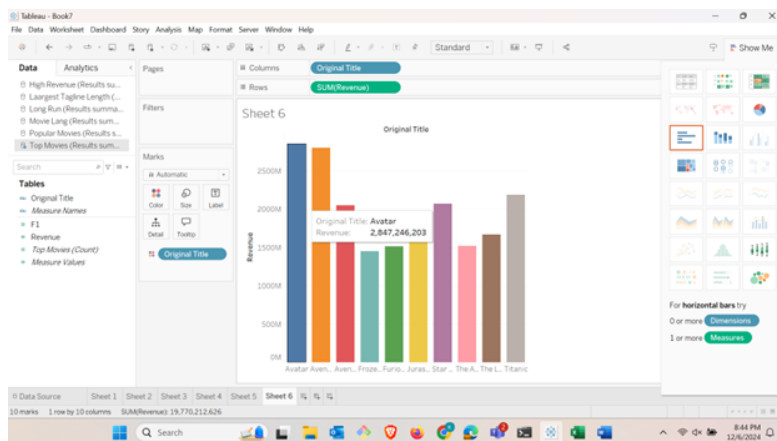 Tableau - Book7
File Data Worksheet Dashboard Story Analysis Map Format Server Window Help
Standard
Show Me
Data Analytics
High Revenue (Results su...
Laargest Tagline Length (...
Long Run (Results summa...
Movie Lang (Results sum...
Popular Movies (Results s...
Top Movies (Results sum...
Search
Tables
Original Title
Measure Names
F1
Revenue
Top Movies (Count)
Measure Values
Pages
Filters
Marks
Automatic
Color Size Label
Detail Tooltip
Original Title
Columns Original Title
Rows SUM(Revenue)
Sheet 6
Original Title
Revenue
2500M
2000M
1500M
1000M
500M
0M
Original Title: Avatar
Revenue: 2,847,246,203
Avatar Aven... Aven... Froze... Furio... Juras... Star ... The A... The L... Titanic
For horizontal bars try
0 or more Dimensions
1 or more Measures
Data Source Sheet 1 Sheet 2 Sheet 3 Sheet 4 Sheet 5 Sheet 6
10 marks 1 row by 10 columns SUM(Revenue): 19,770,212,626
Search
8:44 PM
12/6/2024